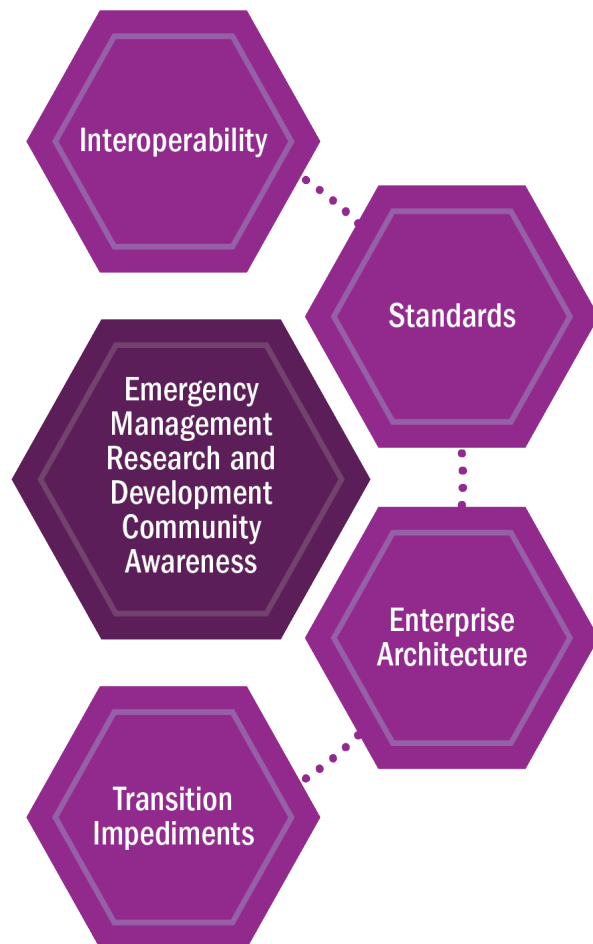 Interoperability
Standards
Emergency
Management
Research and
Development
Community
Awareness
Enterprise
Architecture
Transition
Impediments